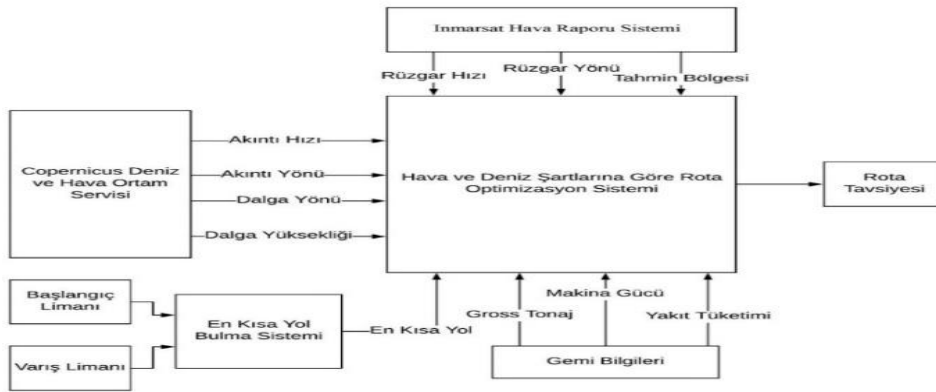 Inmarsat Hava Raporu Sistemi
Rüzgar Hızı
Rüzgar Yönü
Tahmin Bölgesi
Copernicus Deniz
ve Hava Ortam
Servisi
Akıntı Hızı
Akıntı Yönü
Dalga Yönü
Dalga Yüksekliği
Hava ve Deniz Şartlarına Göre Rota
Optimizasyon Sistemi
Rota
Tavsiyesi
Başlangıç
Limanı
Varış Limanı
En Kısa Yol
Bulma Sistemi
En Kısa Yol
Gross Tonaj
Makina Gücü
Yakıt Tüketimi
Gemi Bilgileri